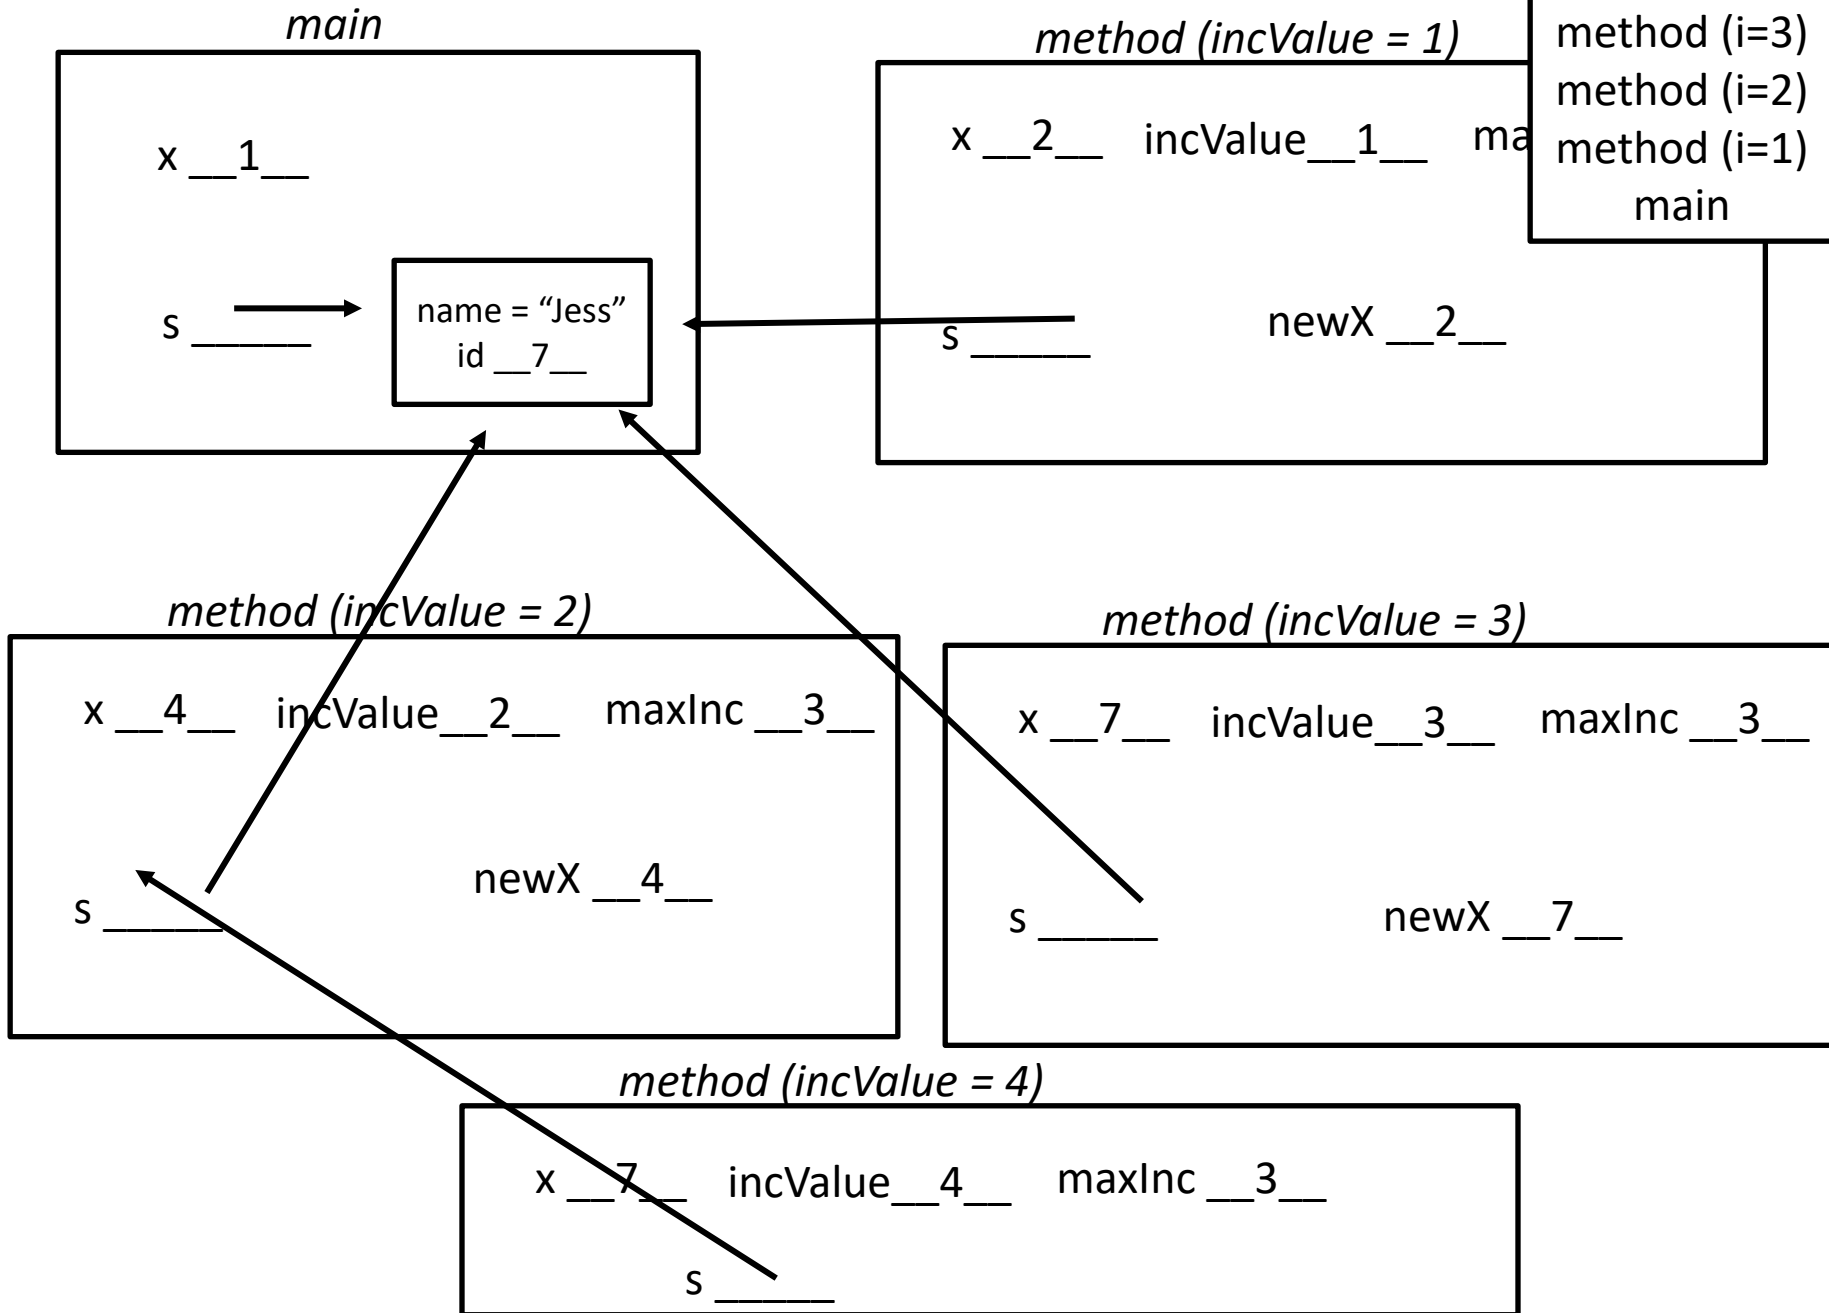 main
x __1__
s _____
name = “Jess”
id __7__
method (incValue = 1)
x __2__ incValue__1__ ma
s _____ newX __2__
method (i=3)
method (i=2)
method (i=1)
main
method (incValue = 2)
x __4__ incValue__2__ maxInc __3__
s _____ newX __4__
method (incValue = 3)
x __7__ incValue__3__ maxInc __3__
s _____ newX __7__
method (incValue = 4)
x __7__ incValue__4__ maxInc __3__
s _____